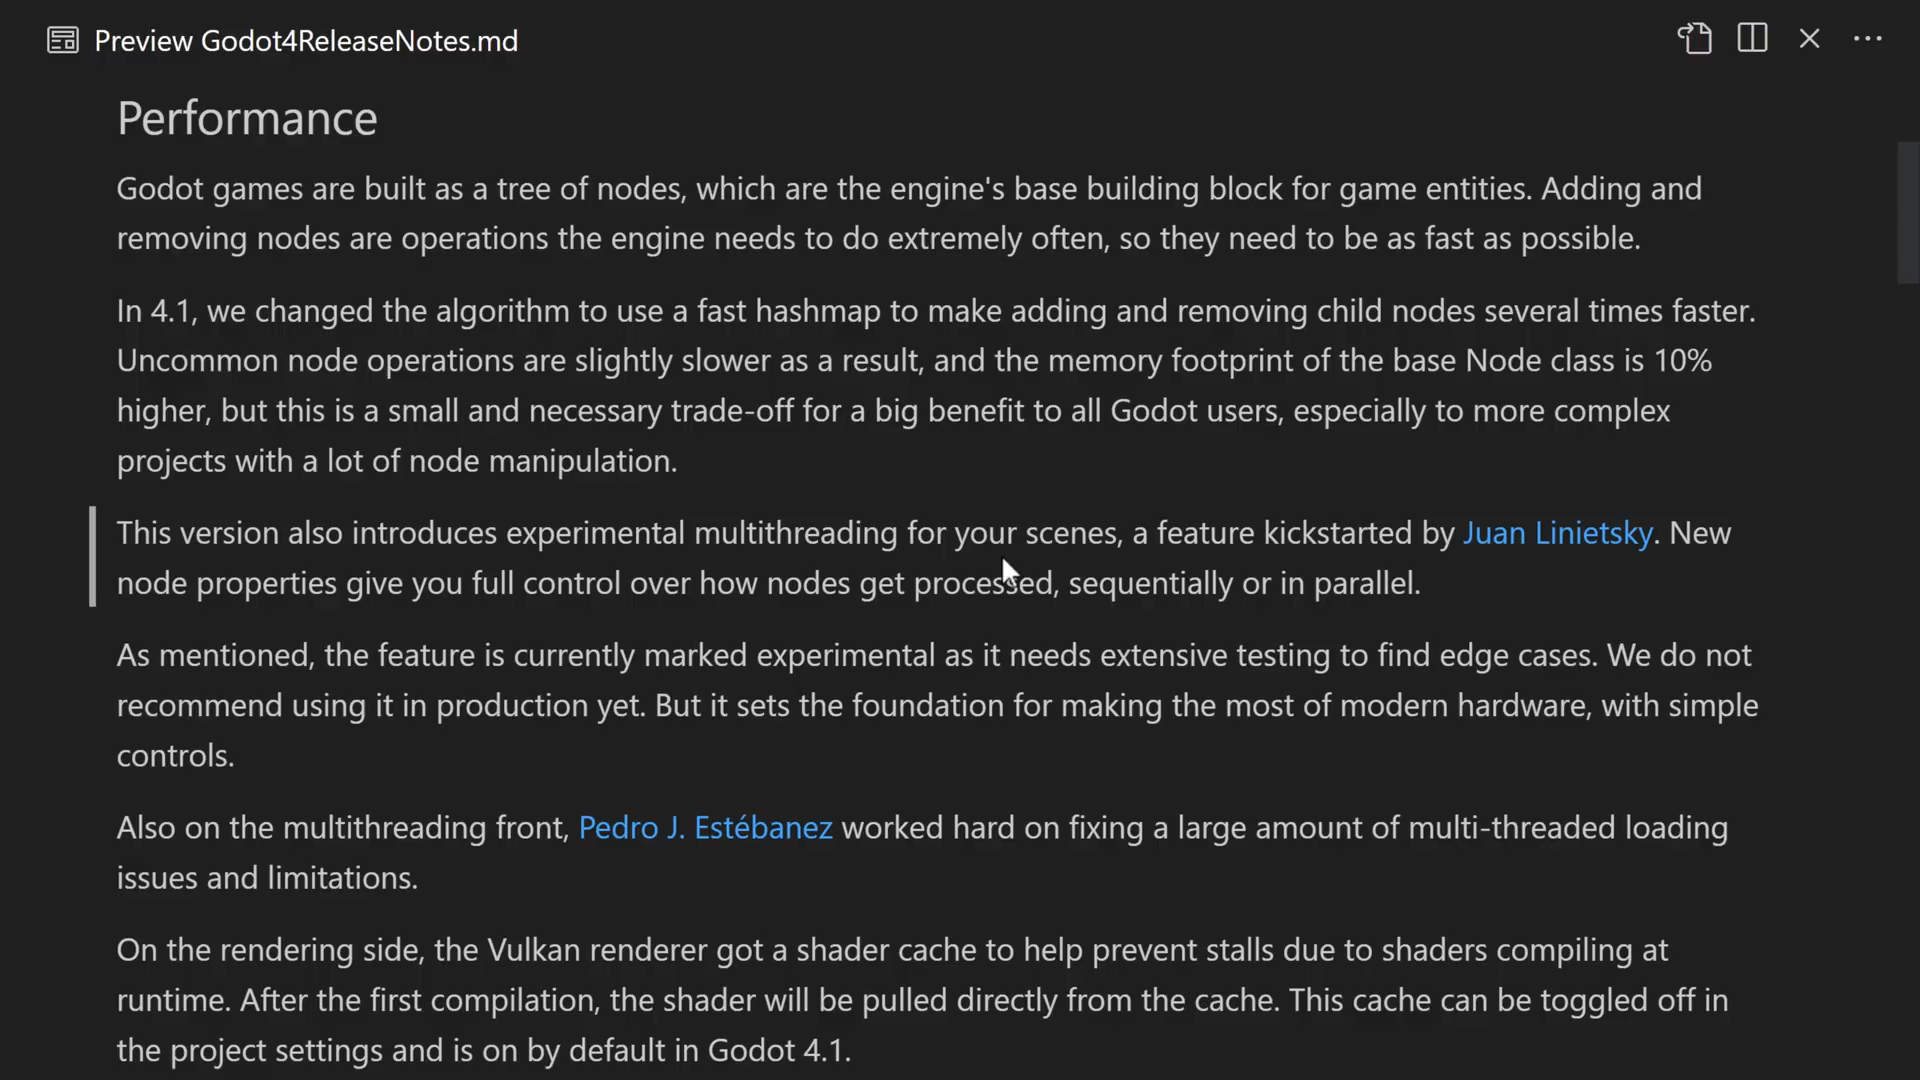 Preview Godot4ReleaseNotes.md
Performance
Godot games are built as a tree of nodes, which are the engine's base building block for game entities. Adding and
removing nodes are operations the engine needs to do extremely often, so they need to be as fast as possible.
In 4.1, we changed the algorithm to use a fast hashmap to make adding and removing child nodes several times faster.
Uncommon node operations are slightly slower as a result, and the memory footprint of the base Node class is 10%
higher, but this is a small and necessary trade-off for a big benefit to all Godot users, especially to more complex
projects with a lot of node manipulation.
This version also introduces experimental multithreading for your scenes, a feature kickstarted by Juan Linietsky. New
node properties give you full control over how nodes get processed, sequentially or in parallel.
As mentioned, the feature is currently marked experimental as it needs extensive testing to find edge cases. We do not
recommend using it in production yet. But it sets the foundation for making the most of modern hardware, with simple
controls.
Also on the multithreading front, Pedro J. Estébanez worked hard on fixing a large amount of multi-threaded loading
issues and limitations.
On the rendering side, the Vulkan renderer got a shader cache to help prevent stalls due to shaders compiling at
runtime. After the first compilation, the shader will be pulled directly from the cache. This cache can be toggled off in
the project settings and is on by default in Godot 4.1.